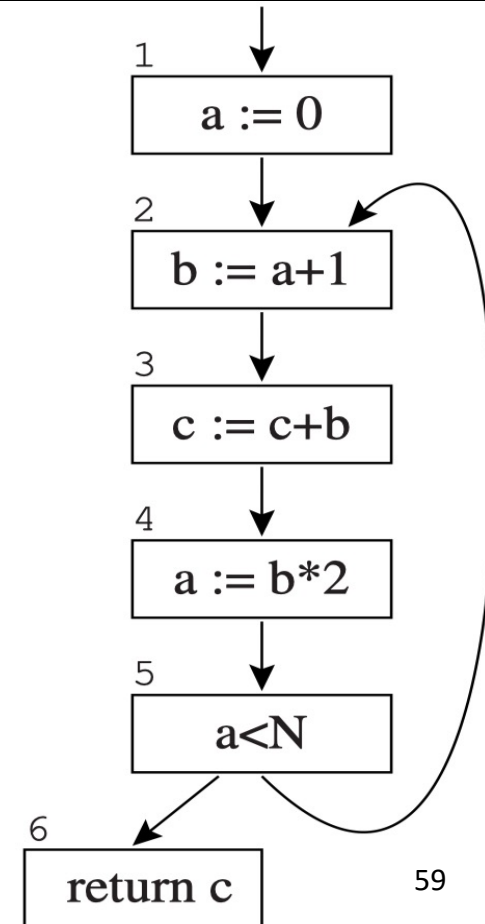 1
a := 0
2
b := a+1
3
c := c+b
4
a := b*2
5
a<N
6
return c
59